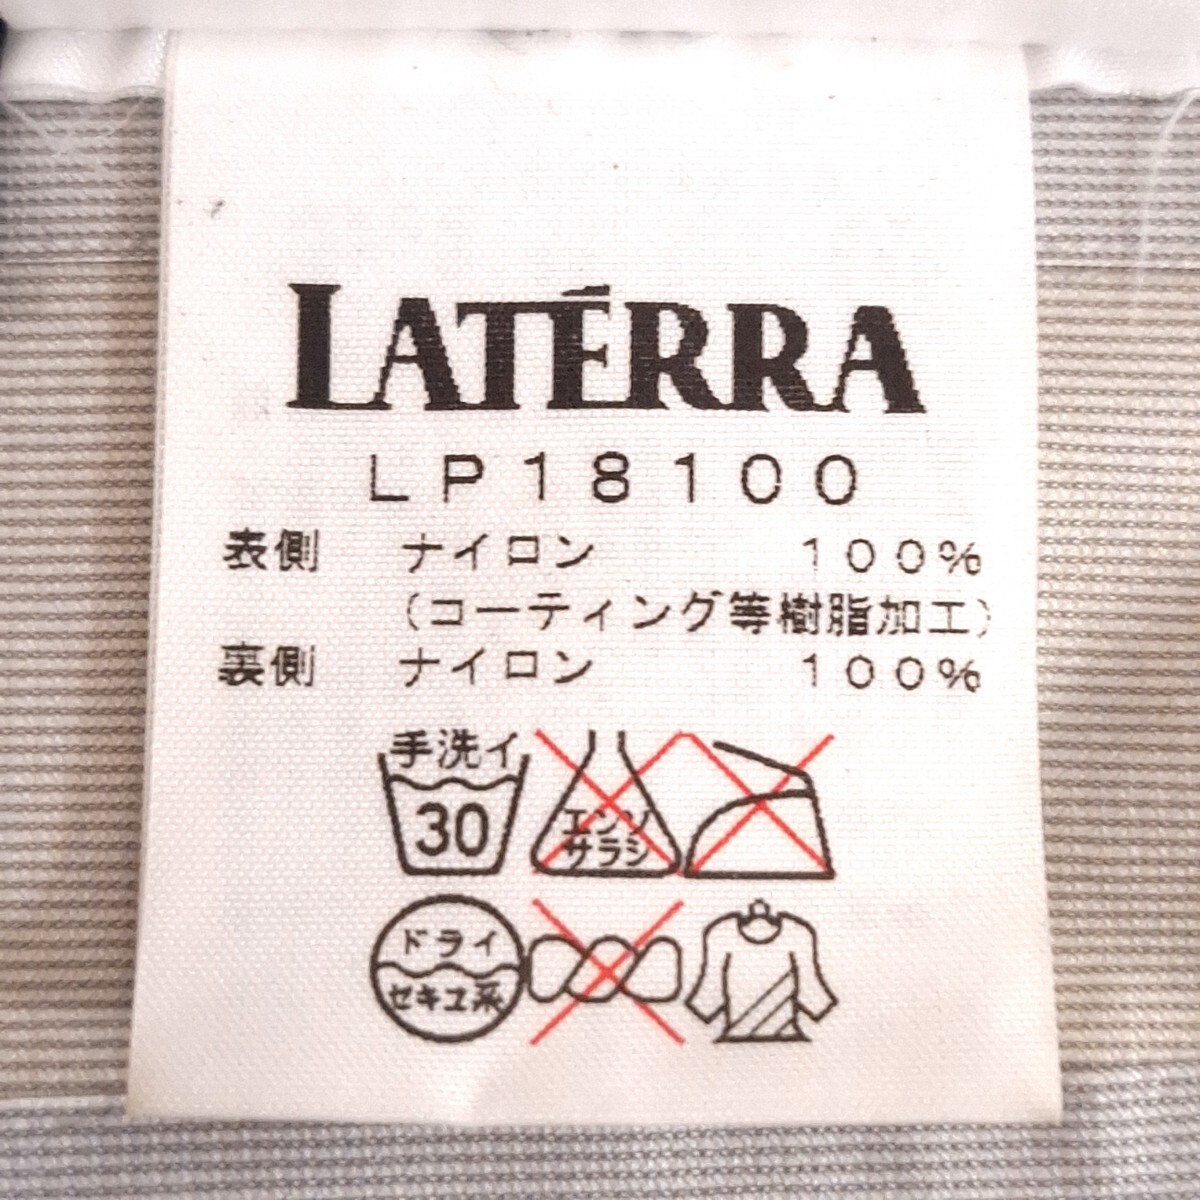 LATÉRRA
LP18100
表側 ナイロン 100%
(コーティング等樹脂加工)
裏側 ナイロン 100%
手洗イ
30
エンソ
サラシ
ドライ
セキユ系